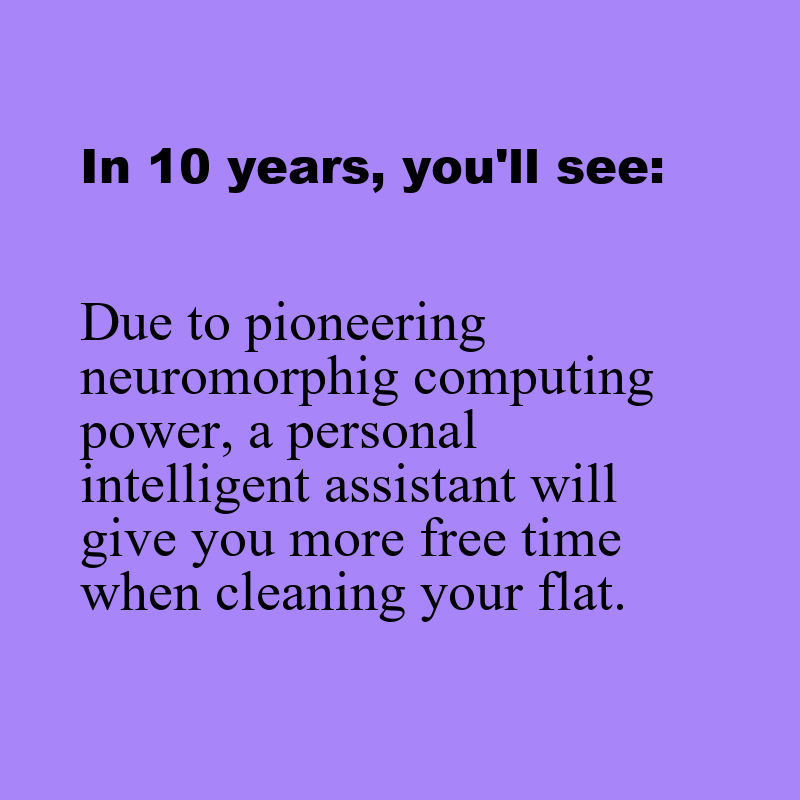 In 10 years, you'll see:
Due to pioneering
neuromorphig computing
power, a personal
intelligent assistant will
give you more free time
when cleaning your flat.